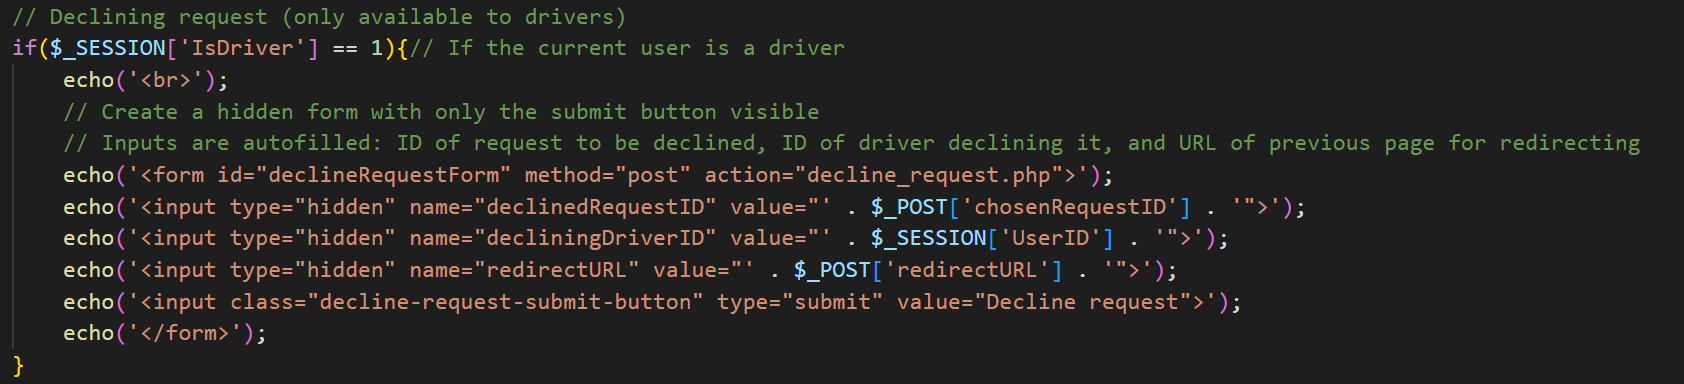 // Declining request (only available to drivers)
if($_SESSION['IsDriver'] == 1){// If the current user is a driver
    echo('<br>');
    // Create a hidden form with only the submit button visible
    // Inputs are autofilled: ID of request to be declined, ID of driver declining it, and URL of previous page for redirecting
    echo('<form id="declineRequestForm" method="post" action="decline_request.php">');
    echo('<input type="hidden" name="declinedRequestID" value="' . $_POST['chosenRequestID'] . '">');
    echo('<input type="hidden" name="decliningDriverID" value="' . $_SESSION['UserID'] . '">');
    echo('<input type="hidden" name="redirectURL" value="' . $_POST['redirectURL'] . '">');
    echo('<input class="decline-request-submit-button" type="submit" value="Decline request">');
    echo('</form>');
}